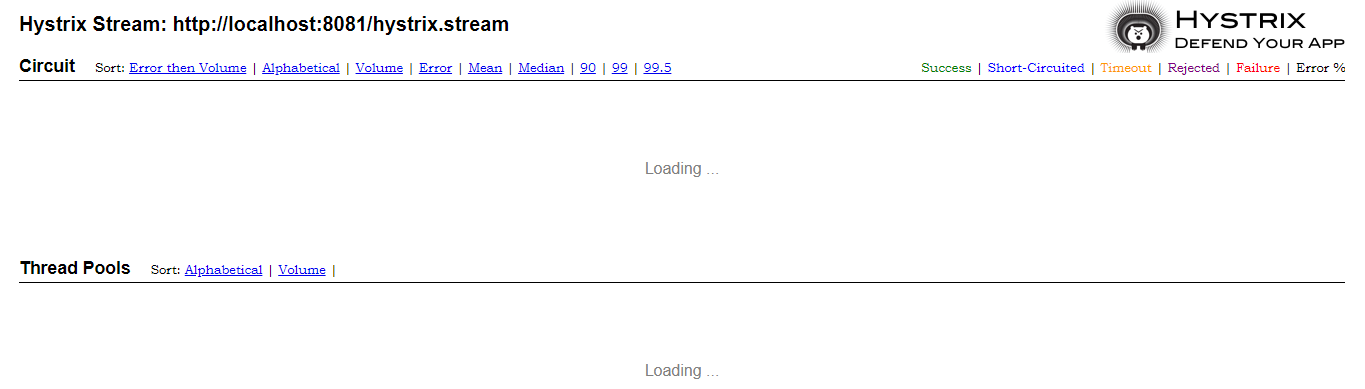 Hystrix Stream: http://localhost:8081/hystrix.stream
HYSTRIX
DEFEND YOUR APP
Circuit Sort: Error then Volume | Alphabetical | Volume | Error | Mean | Median | 90 | 99 | 99.5
Success | Short-Circuited | Timeout | Rejected | Failure | Error %
Loading ...
Thread Pools Sort: Alphabetical | Volume |
Loading ...